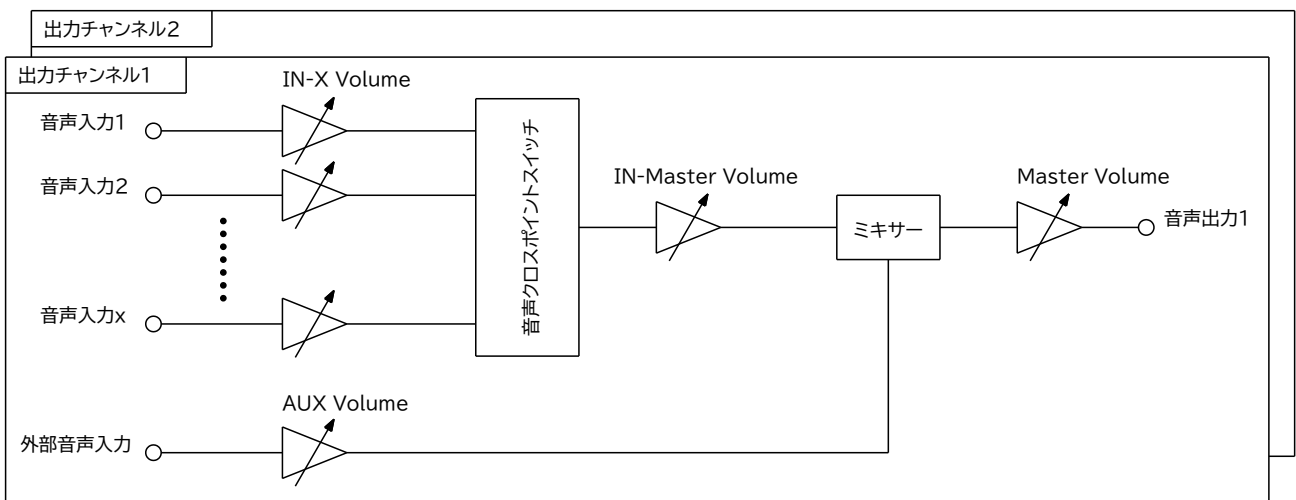 出力チャンネル2
出力チャンネル1
IN-X Volume
音声入力1
音声入力2
音声クロスポイントスイッチ
IN-Master Volume
Master Volume
ミキサー
音声出力1
音声入力x
AUX Volume
外部音声入力